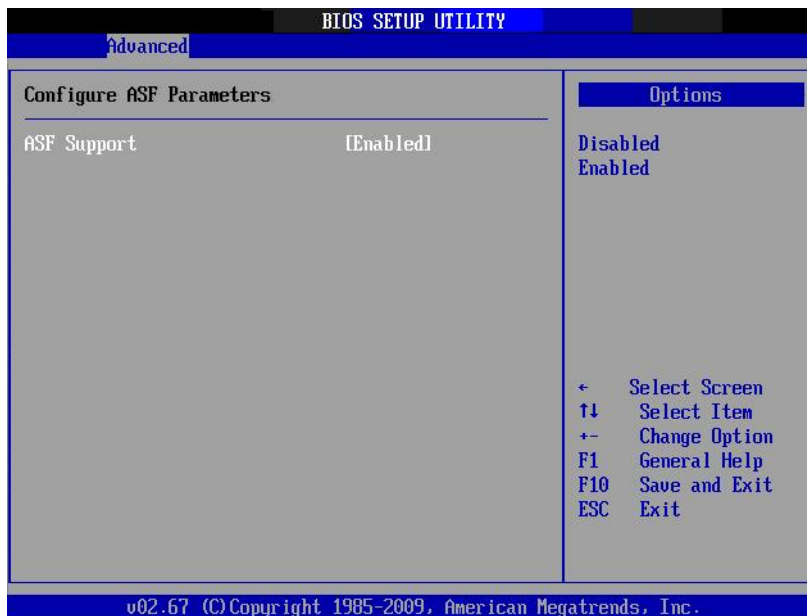 BIOS SETUP UTILITY
Advanced
Configure ASF Parameters
ASF Support [Enabled]
Options
Disabled
Enabled
← Select Screen
↑↓ Select Item
+- Change Option
F1 General Help
F10 Save and Exit
ESC Exit
v02.67 (C)Copyright 1985-2009, American Megatrends, Inc.